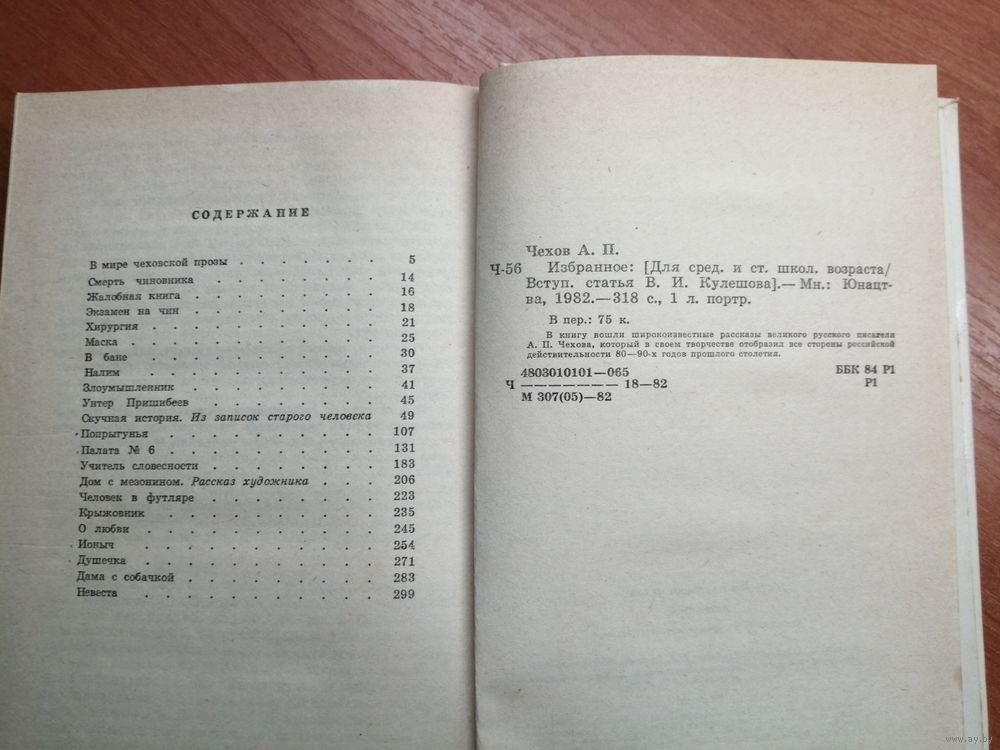 СОДЕРЖАНИЕ
В мире чеховской прозы . . . . . . 5
Смерть чиновника . . . . . . . 14
Жалобная книга . . . . . . . 16
Экзамен на чин . . . . . . . 18
Хирургия . . . . . . . . . 21
Маска . . . . . . . . . . 25
В бане . . . . . . . . . 30
Налим . . . . . . . . . 37
Злоумышленник . . . . . . . 41
Унтер Пришибеев . . . . . . . 45
Скучная история. Из записок старого человека 49
Попрыгунья . . . . . . . . 107
Палата № 6 . . . . . . . . 131
Учитель словесности . . . . . . 183
Дом с мезонином. Рассказ художника . . . 206
Человек в футляре . . . . . . . 223
Крыжовник . . . . . . . . 235
О любви . . . . . . . . . 245
Ионыч . . . . . . . . . 254
Душечка . . . . . . . . . 271
Дама с собачкой . . . . . . . 283
Невеста . . . . . . . . . 299
Чехов А. П.
Ч-56 Избранное: [Для сред. и ст. школ. возраста/
Вступ. статья В. И. Кулешова].— Мн.: Юнацт-
ва, 1982.—318 с., 1 л. портр.
В пер.: 75 к.
В книгу вошли широкоизвестные рассказы великого русского писателя
А. П. Чехова, который в своем творчестве отобразил все стороны российской
действительности 80—90-х годов прошлого столетия.
4803010101—065 ББК 84 Р1
Ч ——————— 18—82 Р1
М 307(05)—82
www.ay.by